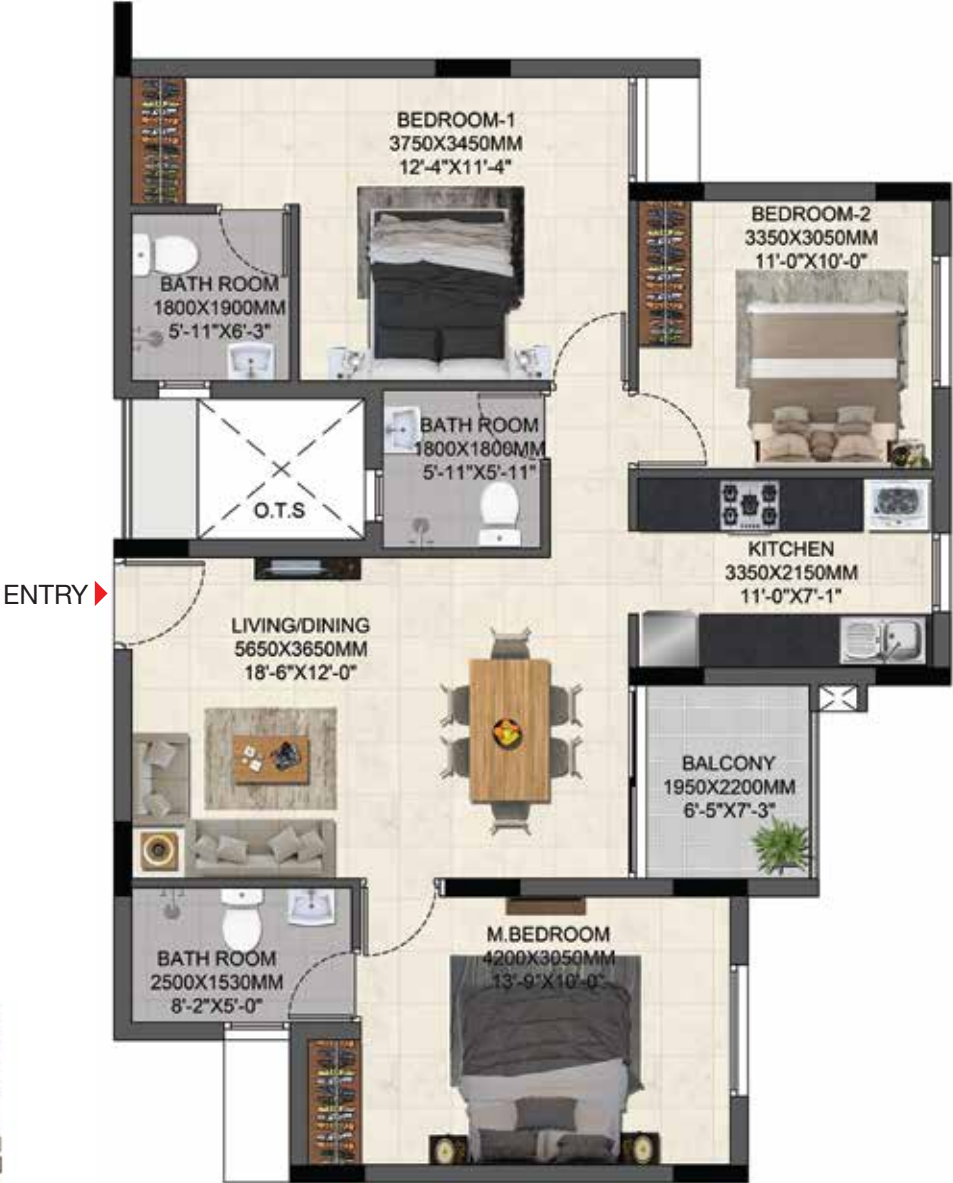 BEDROOM-1
3750X3450MM
12'-4"X11'-4"
BEDROOM-2
3350X3050MM
11'-0"X10'-0"
BATH ROOM
1800X1900MM
5'-11"X6'-3"
BATH ROOM
1800X1800MM
5'-11"X5'-11"
O.T.S
KITCHEN
3350X2150MM
11'-0"X7'-1"
ENTRY
LIVING/DINING
5650X3650MM
18'-6"X12'-0"
BALCONY
1950X2200MM
6'-5"X7'-3"
M.BEDROOM
4200X3050MM
13'-9"X10'-0"
BATH ROOM
2500X1530MM
8'-2"X5'-0"